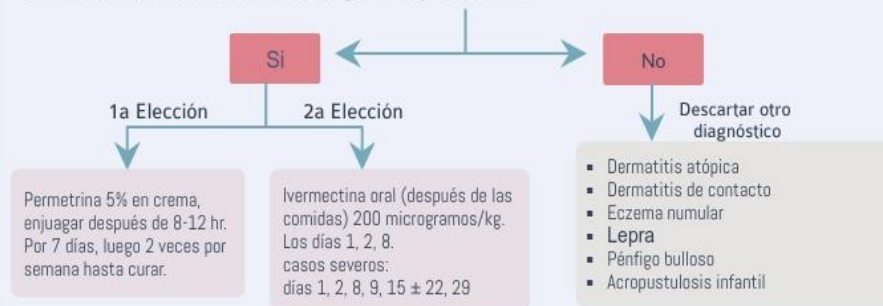 Si
No
1a Elección
2a Elección
Descartar otro
diagnóstico
Permetrina 5% en crema,
enjuagar después de 8-12 hr.
Por 7 días, luego 2 veces por
semana hasta curar.
Ivermectina oral (después de las
comidas) 200 microgramos/kg.
Los días 1, 2, 8.
casos severos:
días 1, 2, 8, 9, 15 ± 22, 29
▪ Dermatitis atópica
▪ Dermatitis de contacto
▪ Eczema numular
▪ Lepra
▪ Pénfigo bulloso
▪ Acropustulosis infantil